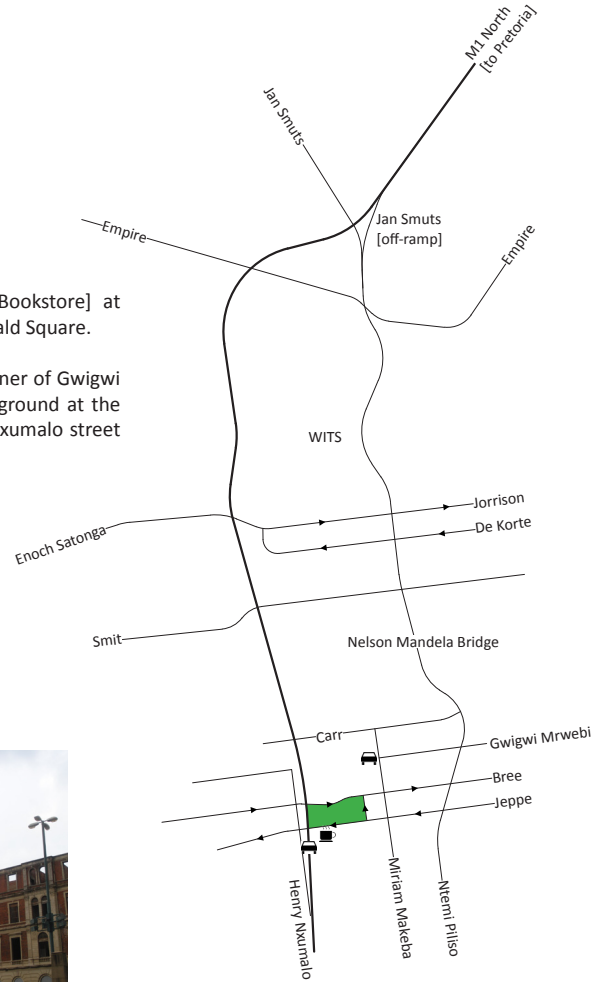 M1 North
[to Pretoria]
Jan Smuts
Jan Smuts
[off-ramp]
Empire
Empire
Bookstore] at
ald Square.
ner of Gwigwi
ground at the
xumalo street
WITS
Jorrison
De Korte
Enoch Satonga
Smit
Nelson Mandela Bridge
Carr
Gwigwi Mrwebi
Bree
Jeppe
Henry Nxumalo
Miriam Makeba
Ntemi Piliso